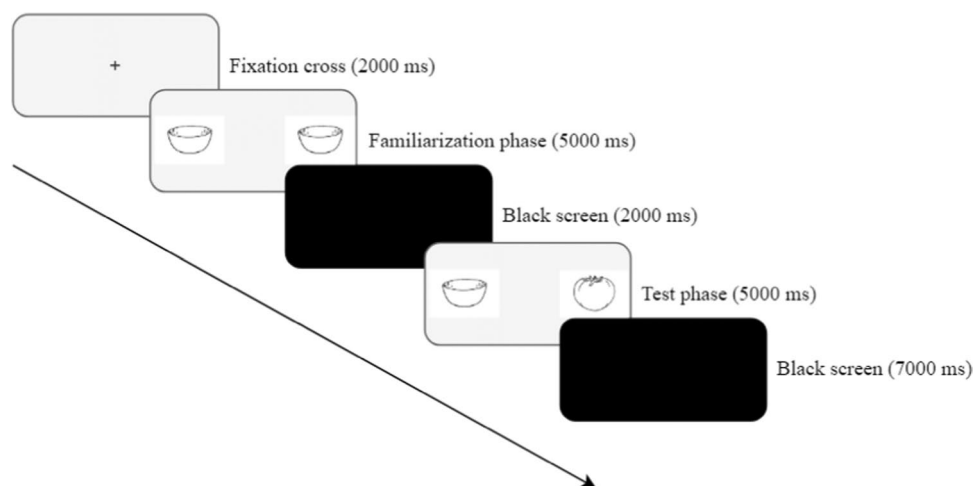 Fixation cross (2000 ms)
Familiarization phase (5000 ms)
Black screen (2000 ms)
Test phase (5000 ms)
Black screen (7000 ms)